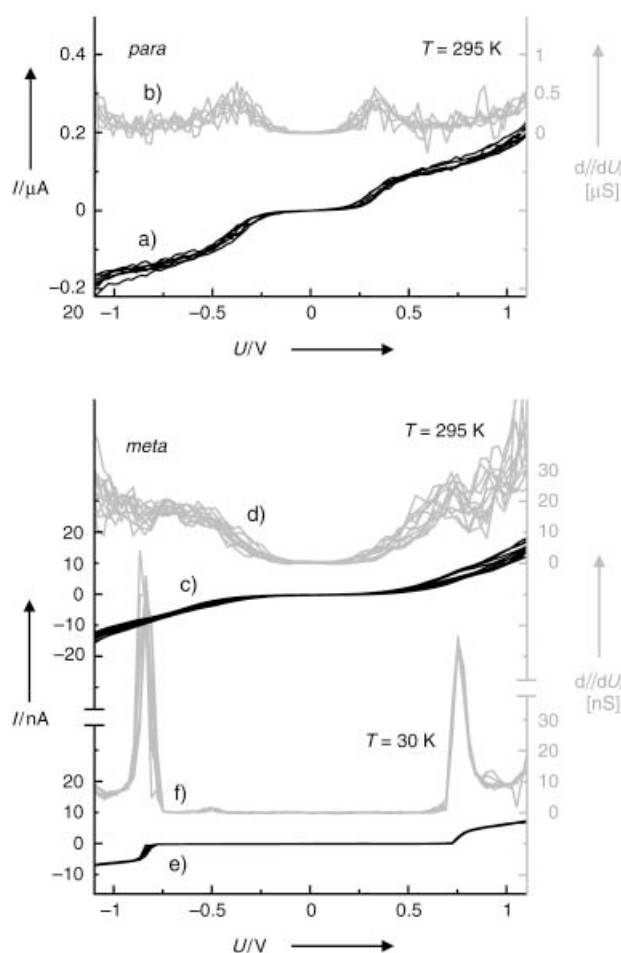 para
T = 295 K
b)
a)
0.4
0.2
0
−0.2
20
I/μA
1
0.5
0
dI/dU/
[μS]
−1 −0.5 0 0.5 1
U/V
meta
T = 295 K
d)
c)
20
10
0
−10
−20
30
20
10
0
I/nA
dI/dU/
[nS]
T = 30 K
f)
e)
20
10
0
−10
30
20
10
0
−1 −0.5 0 0.5 1
U/V